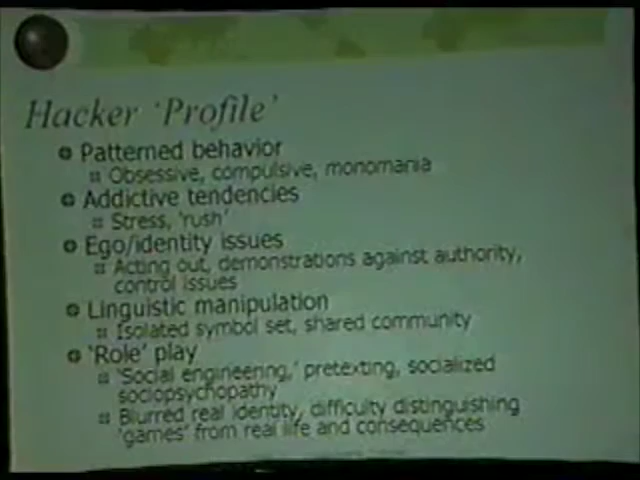 Hacker 'Profile'
Patterned behavior
Obsessive, compulsive, monomania
Addictive tendencies
Stress, 'rush'
Ego/identity issues
Acting out, demonstrations against authority,
control issues
Linguistic manipulation
Isolated symbol set, shared community
'Role' play
'Social engineering,' pretexting, socialized
sociopsychopathy
Blurred real identity, difficulty distinguishing
'games' from real life and consequences